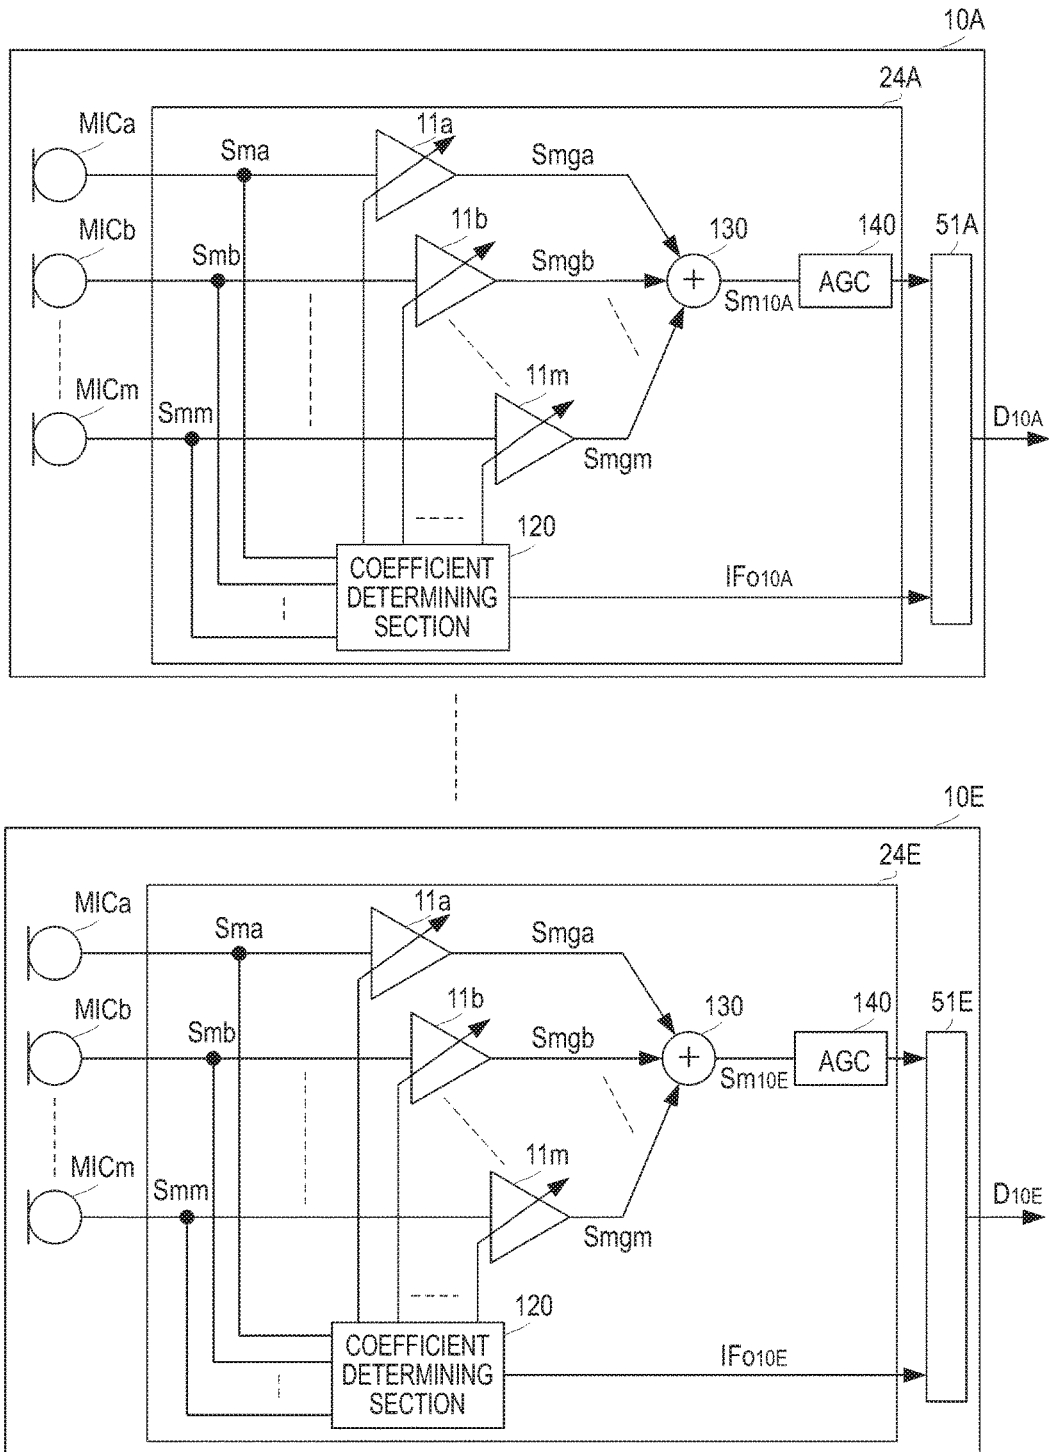 10A
24A
MICa
Sma
11a
Smga
MICb
Smb
11b
Smgb
130
140
51A
AGC
Sm10A
MICm
Smm
11m
Smgm
D10A
120
COEFFICIENT
DETERMINING
SECTION
IFo10A
10E
24E
MICa
Sma
11a
Smga
MICb
Smb
11b
Smgb
130
140
51E
AGC
Sm10E
MICm
Smm
11m
Smgm
D10E
120
COEFFICIENT
DETERMINING
SECTION
IFo10E